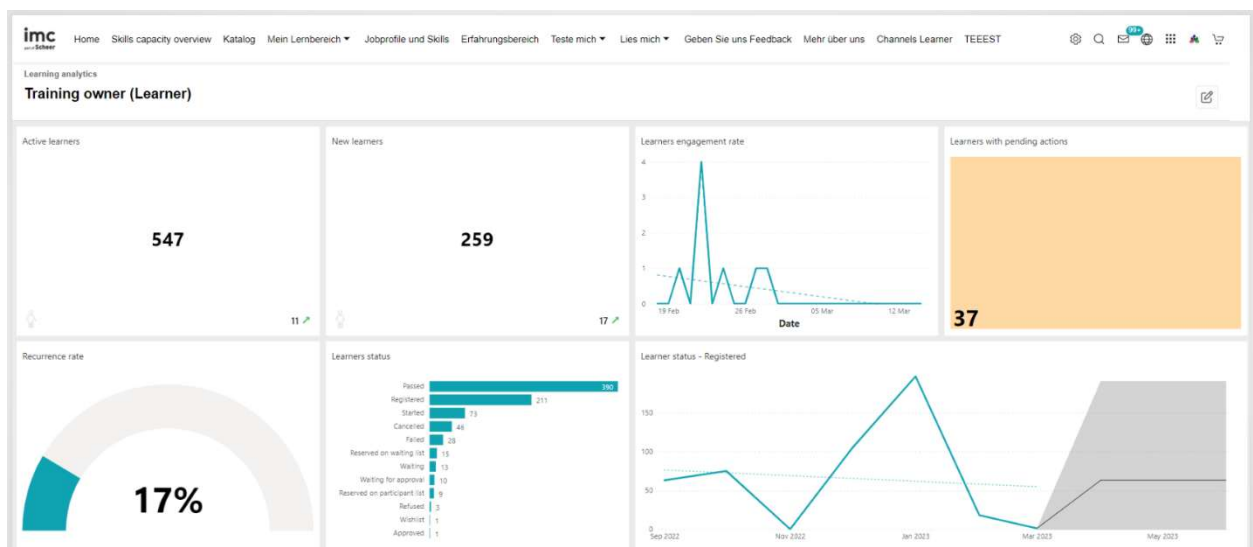 imc
part of Scheer
Home Skills capacity overview Katalog Mein Lernbereich Jobprofile und Skills Erfahrungsbereich Teste mich Lies mich Geben Sie uns Feedback Mehr über uns Channels Learner TEEEST
99+
Learning analytics
Training owner (Learner)
Active learners
547
11
New learners
259
17
Learners engagement rate
4
3
2
1
0
19 Feb 26 Feb 05 Mar 12 Mar
Date
Learners with pending actions
37
Recurrence rate
17%
Learners status
Passed 390
Registered 211
Started 73
Cancelled 46
Failed 28
Reserved on waiting list 15
Waiting 13
Waiting for approval 10
Reserved on participant list 9
Refused 3
Wishlist 1
Approved 1
Learner status - Registered
150
100
50
0
Sep 2022 Nov 2022 Jan 2023 Mar 2023 May 2023